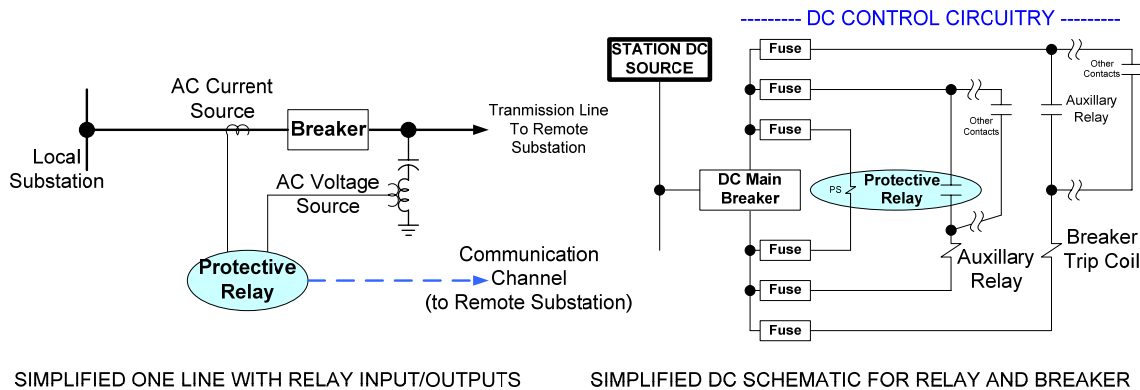 AC Current
Source
Breaker
Tranmission Line
To Remote
Substation
Local
Substation
AC Voltage
Source
Protective
Relay
Communication
Channel
(to Remote Substation)
SIMPLIFIED ONE LINE WITH RELAY INPUT/OUTPUTS
--------- DC CONTROL CIRCUITRY ---------
STATION DC
SOURCE
Fuse
Fuse
Fuse
Other
Contacts
Auxillary
Relay
Other
Contacts
DC Main
Breaker
PS
Protective
Relay
Fuse
Fuse
Fuse
Auxillary
Relay
Breaker
Trip Coil
SIMPLIFIED DC SCHEMATIC FOR RELAY AND BREAKER